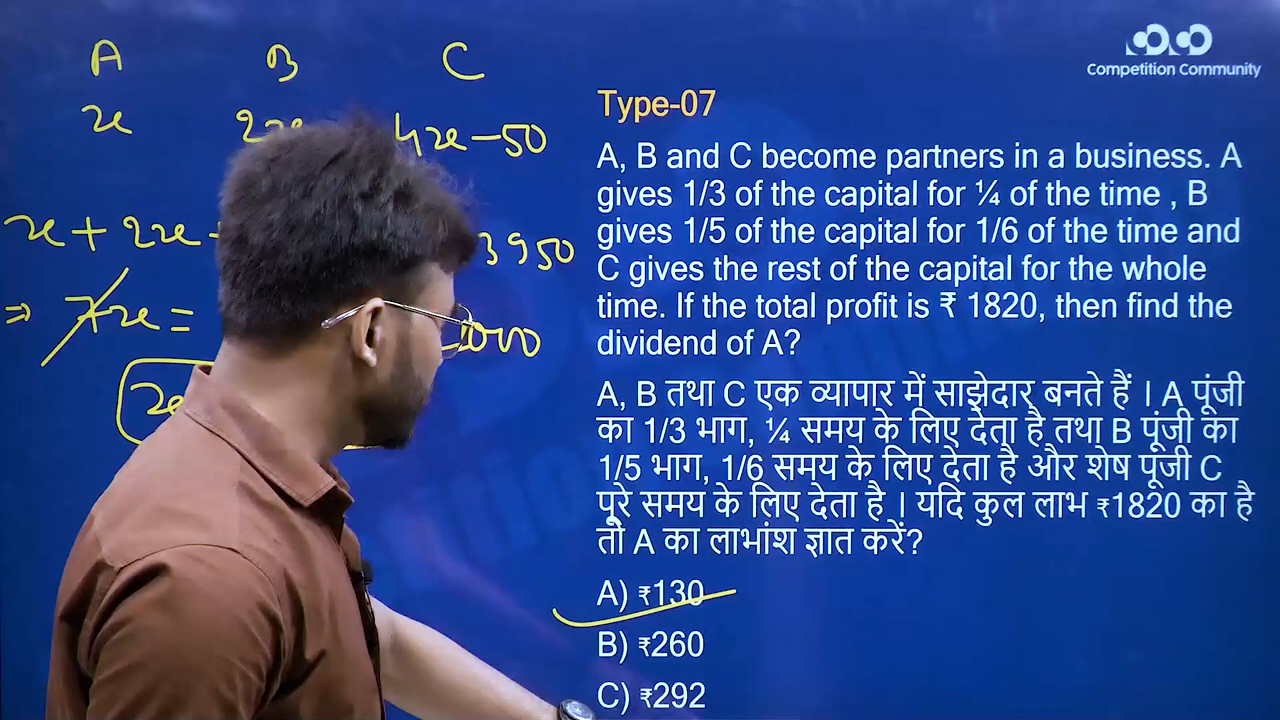 A B C
x 4x-50
x + 2x 3950
⇒ 7x =
x
Competition Community
Type-07
A, B and C become partners in a business. A
gives 1/3 of the capital for ¼ of the time , B
gives 1/5 of the capital for 1/6 of the time and
C gives the rest of the capital for the whole
time. If the total profit is ₹ 1820, then find the
dividend of A?
A, B तथा C एक व्यापार में साझेदार बनते हैं । A पूंजी
का 1/3 भाग, ¼ समय के लिए देता है तथा B पूंजी का
1/5 भाग, 1/6 समय के लिए देता है और शेष पूंजी C
पूरे समय के लिए देता है । यदि कुल लाभ ₹1820 का है
तो A का लाभांश ज्ञात करें?
A) ₹130
B) ₹260
C) ₹292